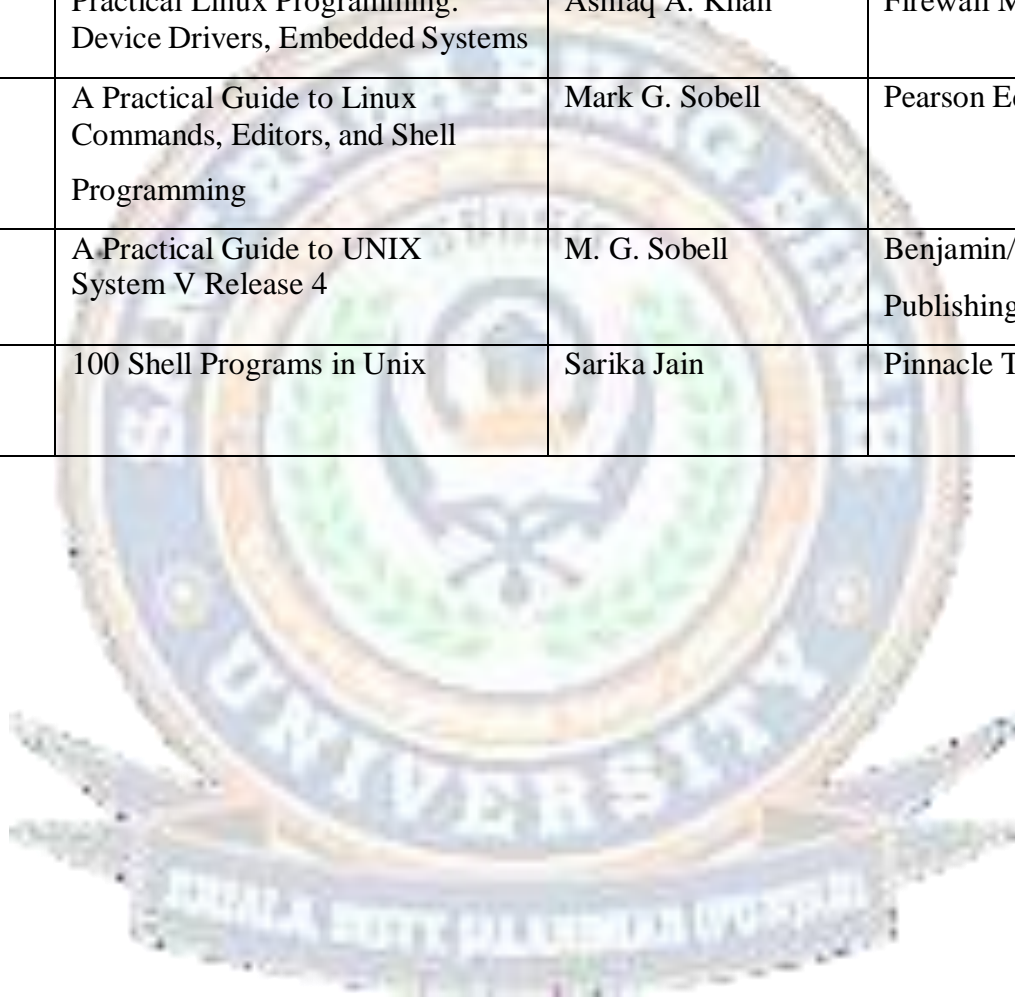 Practical Linux Programming: Ashfaq A. Khan Firewall
Device Drivers, Embedded Systems
A Practical Guide to Linux Mark G. Sobell Pearson
Commands, Editors, and Shell
Programming
A Practical Guide to UNIX M. G. Sobell Benjamin/
System V Release 4
Publishing
100 Shell Programs in Unix Sarika Jain Pinnacle
UNIVERSITY